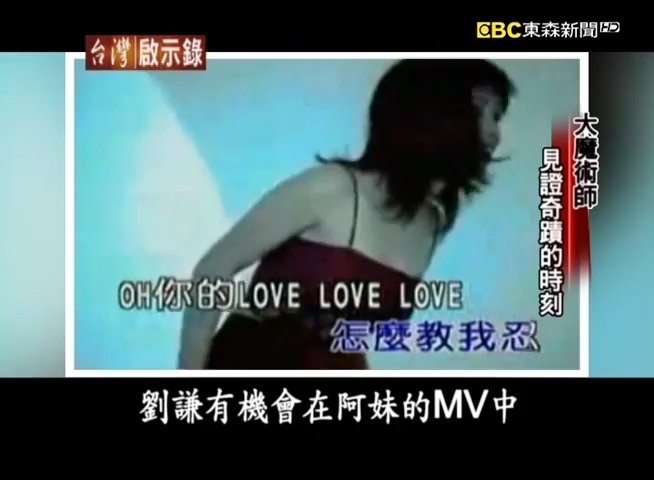 EBC東森新聞HD
台灣啟示錄
大魔術師
見證奇蹟的時刻
OH你的LOVE LOVE LOVE
怎麼教我忍
劉謙有機會在阿妹的MV中